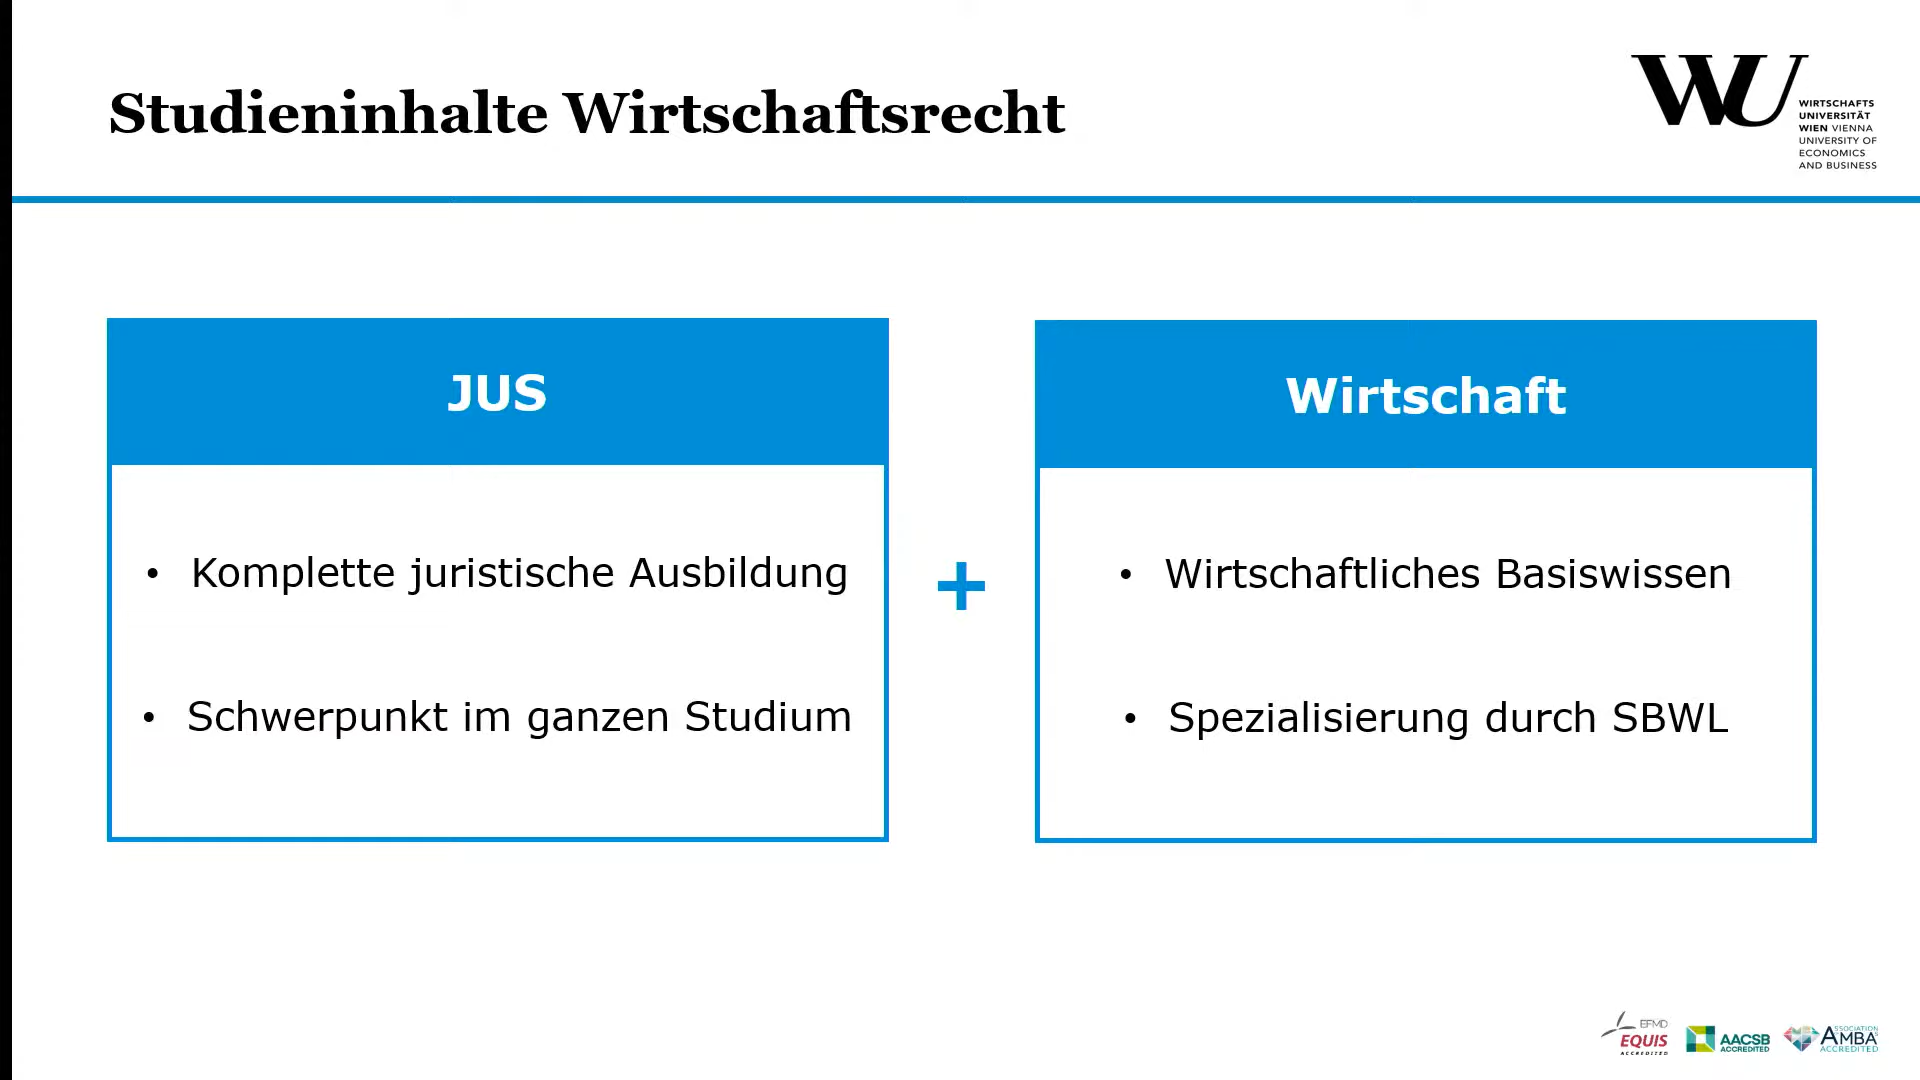 Studieninhalte Wirtschaftsrecht
WU
WIRTSCHAFTS
UNIVERSITÄT
WIEN VIENNA
UNIVERSITY OF
ECONOMICS
AND BUSINESS
JUS
• Komplette juristische Ausbildung
• Schwerpunkt im ganzen Studium
+
Wirtschaft
• Wirtschaftliches Basiswissen
• Spezialisierung durch SBWL
EFMD
EQUIS
ACCREDITED
AACSB
ACCREDITED
ASSOCIATION
AMBA
ACCREDITED